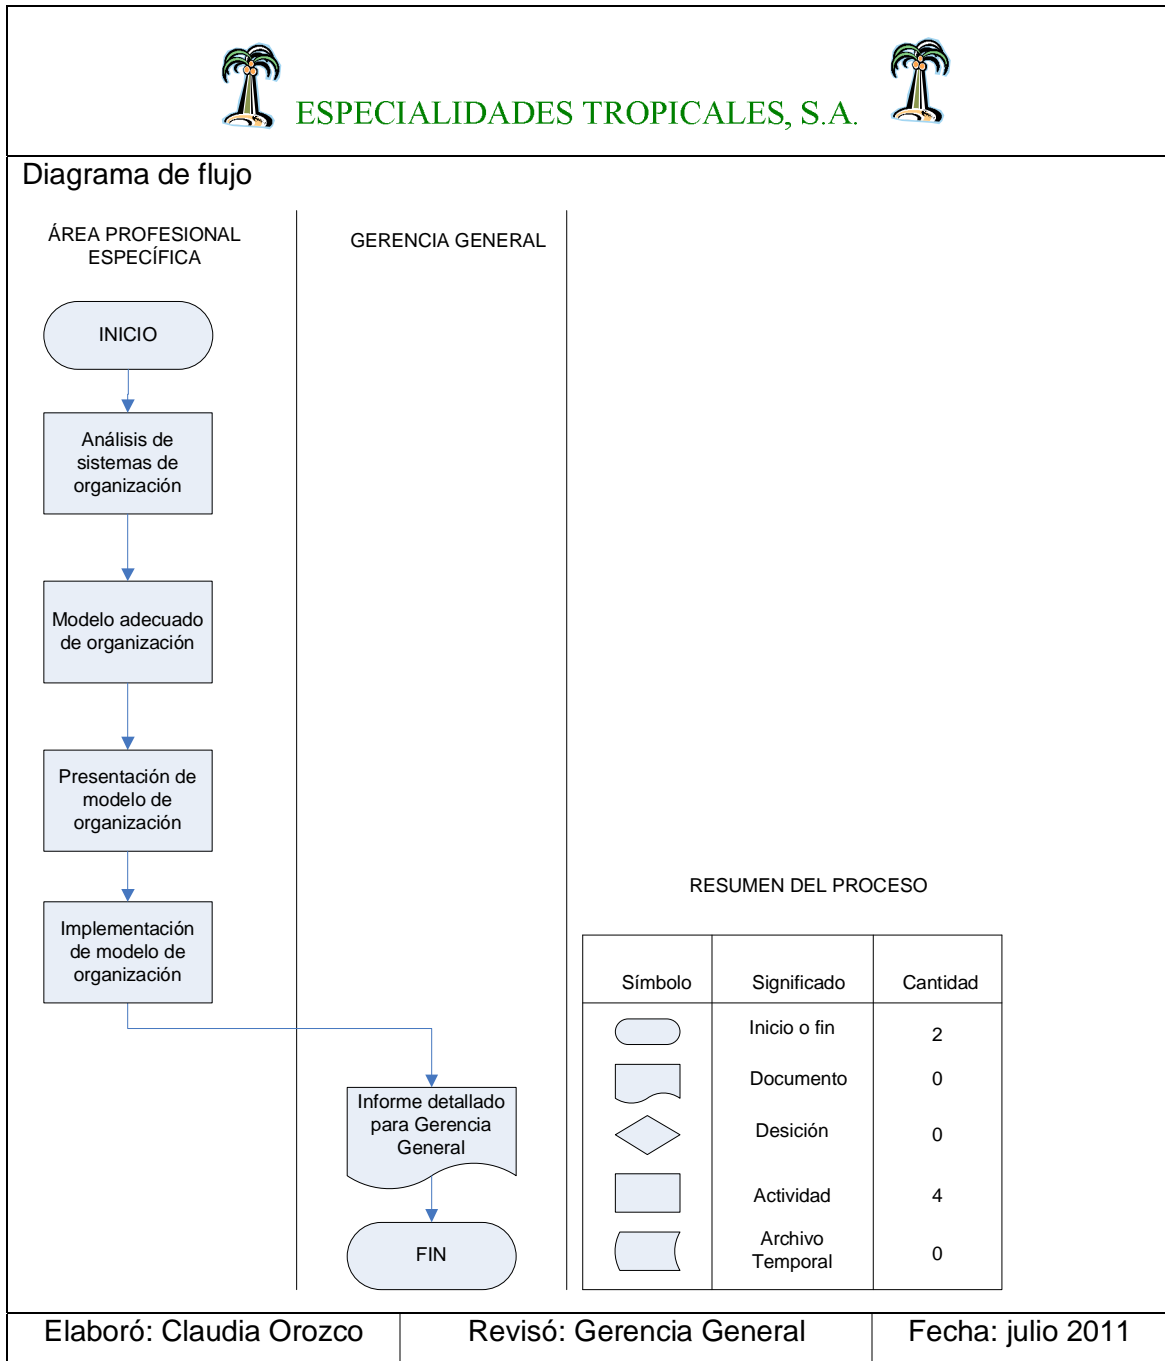 ESPECIALIDADES TROPICALES, S.A.
Diagrama de flujo
ÁREA PROFESIONAL
ESPECÍFICA
GERENCIA GENERAL
INICIO
Análisis de
sistemas de
organización
Modelo adecuado
de organización
Presentación de
modelo de
organización
Implementación
de modelo de
organización
Informe detallado
para Gerencia
General
FIN
RESUMEN DEL PROCESO
Símbolo Significado Cantidad
Inicio o fin 2
Documento 0
Desición 0
Actividad 4
Archivo
Temporal 0
Elaboró: Claudia Orozco Revisó: Gerencia General Fecha: julio 2011